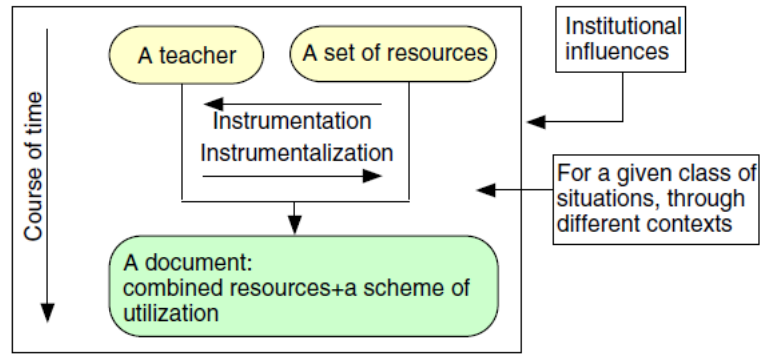 Course of time
A teacher
A set of resources
Instrumentation
Instrumentalization
A document:
combined resources+a scheme of
utilization
Institutional
influences
For a given class of
situations, through
different contexts